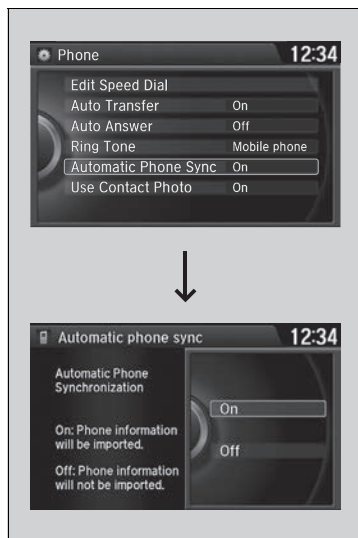 Phone 12:34
Edit Speed Dial
Auto Transfer On
Auto Answer Off
Ring Tone Mobile phone
Automatic Phone Sync On
Use Contact Photo On
Automatic phone sync 12:34
Automatic Phone
Synchronization
On: Phone information
will be imported.
Off: Phone information
will not be imported.
On
Off